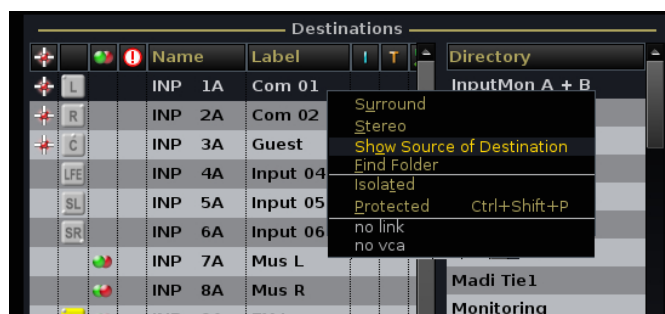 Destinations
Name Label I T Directory
L INP 1A Com 01 InputMon A + B
R INP 2A Com 02
C INP 3A Guest
LFE INP 4A Input 04
SL INP 5A Input 05
SR INP 6A Input 06
INP 7A Mus L
INP 8A Mus R
Surround
Stereo
Show Source of Destination
Find Folder
Isolated
Protected Ctrl+Shift+P
no link
no vca
Madi Tie1
Monitoring